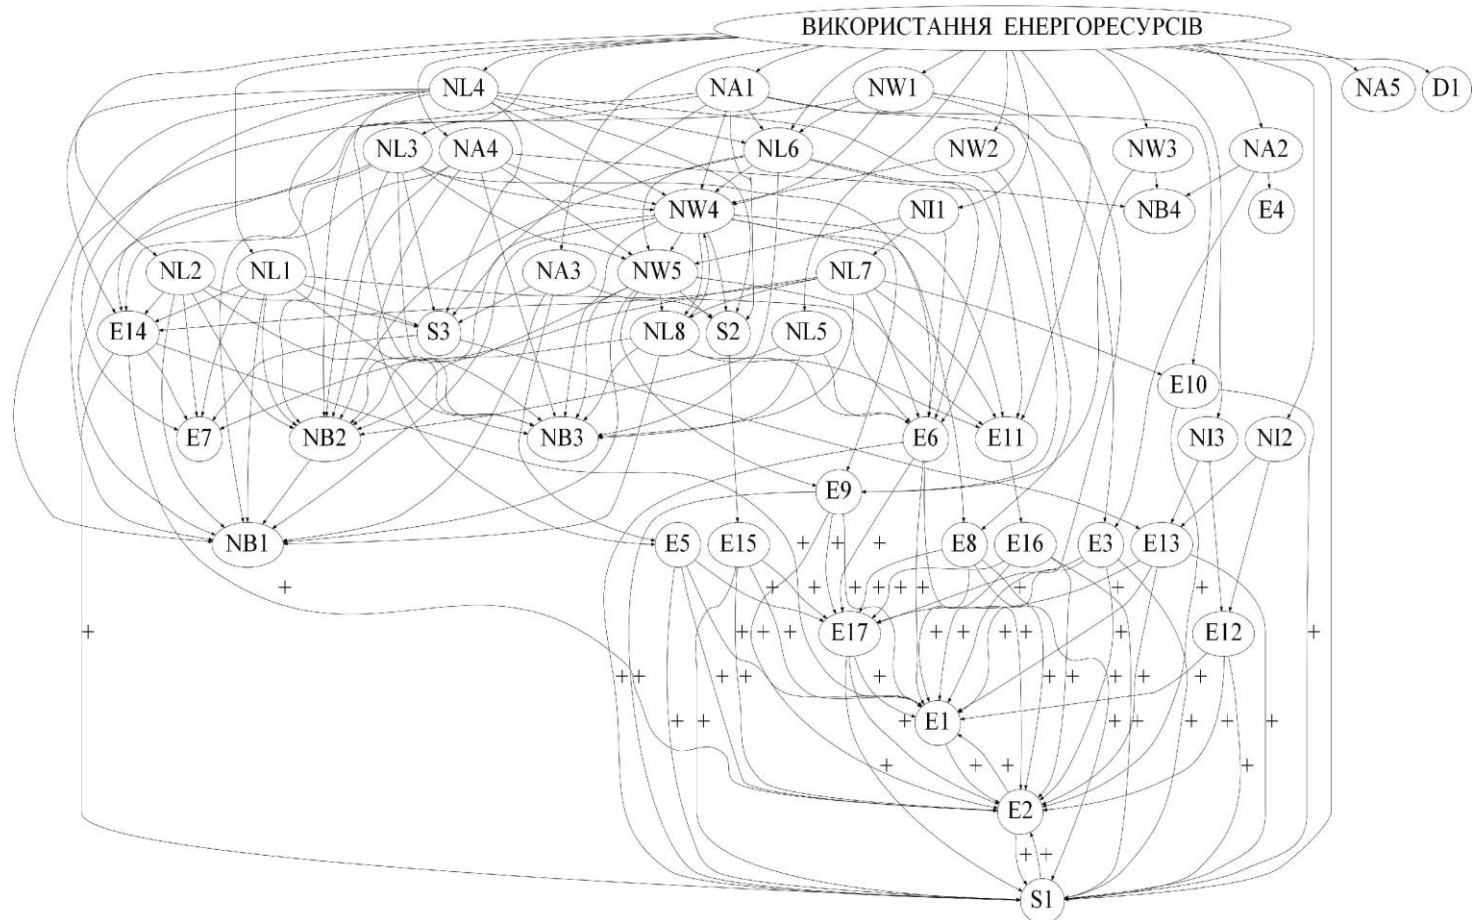 ВИКОРИСТАННЯ ЕНЕРГОРЕСУРСІВ
NL4 NA1 NW1 NA5 D1
NL3 NA4 NL6 NW2 NW3 NA2
NW4 NI1 NB4 E4
NL2 NL1 NA3 NW5 NL7
E14 S3 NL8 S2 NL5
E10
E7 NB2 NB3 E6 E11 NI3 NI2
E9
NB1 E5 E15 + + + E8 E16 E3 E13
+ + + + + + + + + +
+ + + + E17 + + + + + E12 +
+ + + + + + + + + +
+ + + E1 + + + + +
+ + + +
E2
+ +
S1